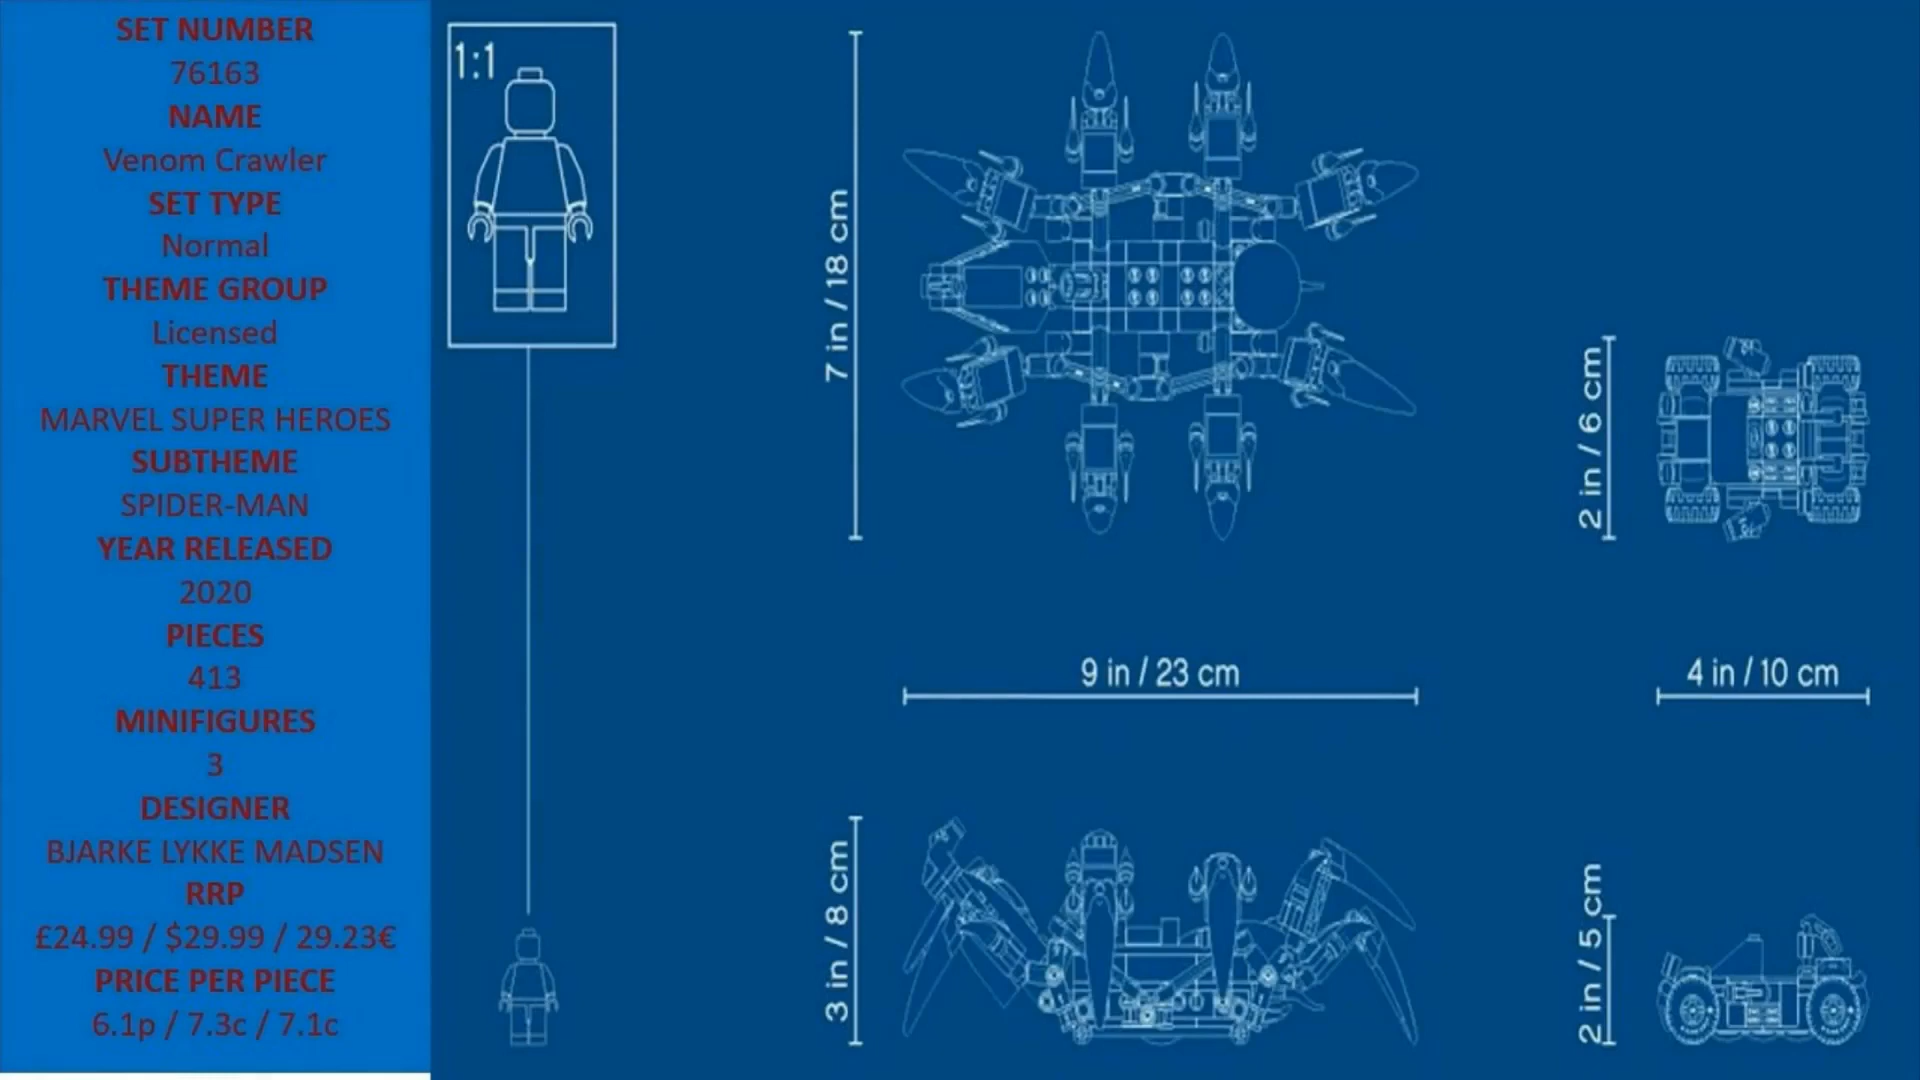 SET NUMBER
76163
NAME
Venom Crawler
SET TYPE
Normal
THEME GROUP
Licensed
THEME
MARVEL SUPER HEROES
SUBTHEME
SPIDER-MAN
YEAR RELEASED
2020
PIECES
413
MINIFIGURES
3
DESIGNER
BJARKE LYKKE MADSEN
RRP
£24.99 / $29.99 / 29.23€
PRICE PER PIECE
6.1p / 7.3c / 7.1c
1:1
7 in / 18 cm
2 in / 6 cm
9 in / 23 cm
4 in / 10 cm
3 in / 8 cm
2 in / 5 cm